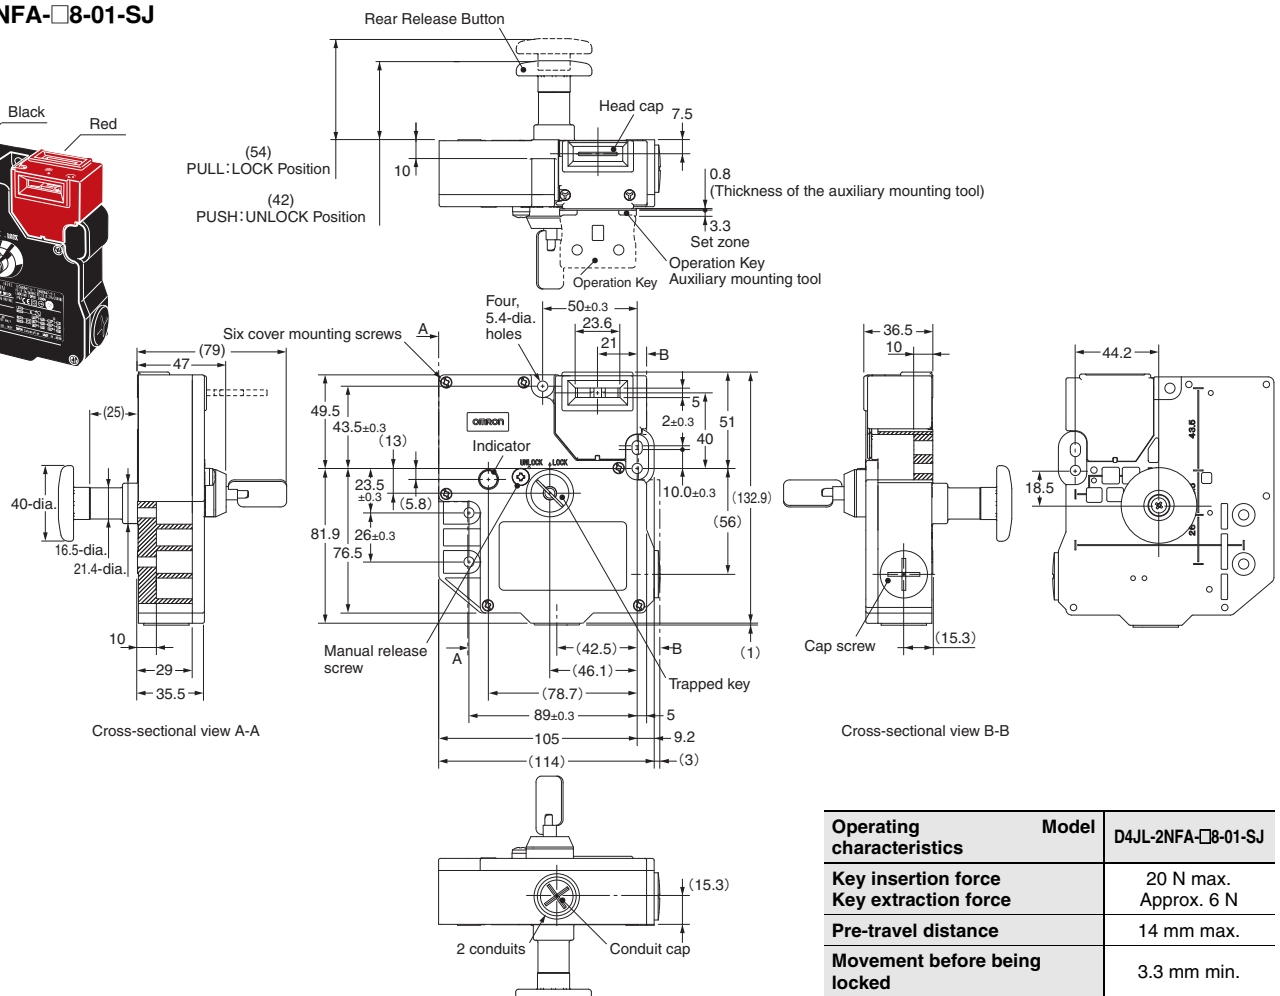 NFA-□8-01-SJ
Rear Release Button
Black
Red
Head cap
7.5
(54)
PULL:LOCK Position
10
(42)
PUSH:UNLOCK Position
0.8
(Thickness of the auxiliary mounting tool)
3.3
Set zone
Operation Key
Auxiliary mounting tool
Operation Key
Four,
5.4-dia.
holes
50±0.3
23.6
21
Six cover mounting screws
A
B
(79)
47
(25)
40-dia.
16.5-dia.
21.4-dia.
10
29
35.5
Cross-sectional view A-A
49.5
43.5±0.3
(13)
OMRON
Indicator
UNLOCK
LOCK
23.5
±0.3
(5.8)
26±0.3
81.9
76.5
5
2±0.3
40
51
10.0±0.3
(132.9)
(56)
Manual release
screw
A
(42.5)
B
(1)
(46.1)
Trapped key
(78.7)
89±0.3
5
105
9.2
(114)
(3)
36.5
10
Cap screw
(15.3)
Cross-sectional view B-B
44.2
43.5
18.5
26
(15.3)
2 conduits
Conduit cap
Operating Model
characteristics
D4JL-2NFA-□8-01-SJ
Key insertion force
20 N max.
Key extraction force
Approx. 6 N
Pre-travel distance
14 mm max.
Movement before being
locked
3.3 mm min.